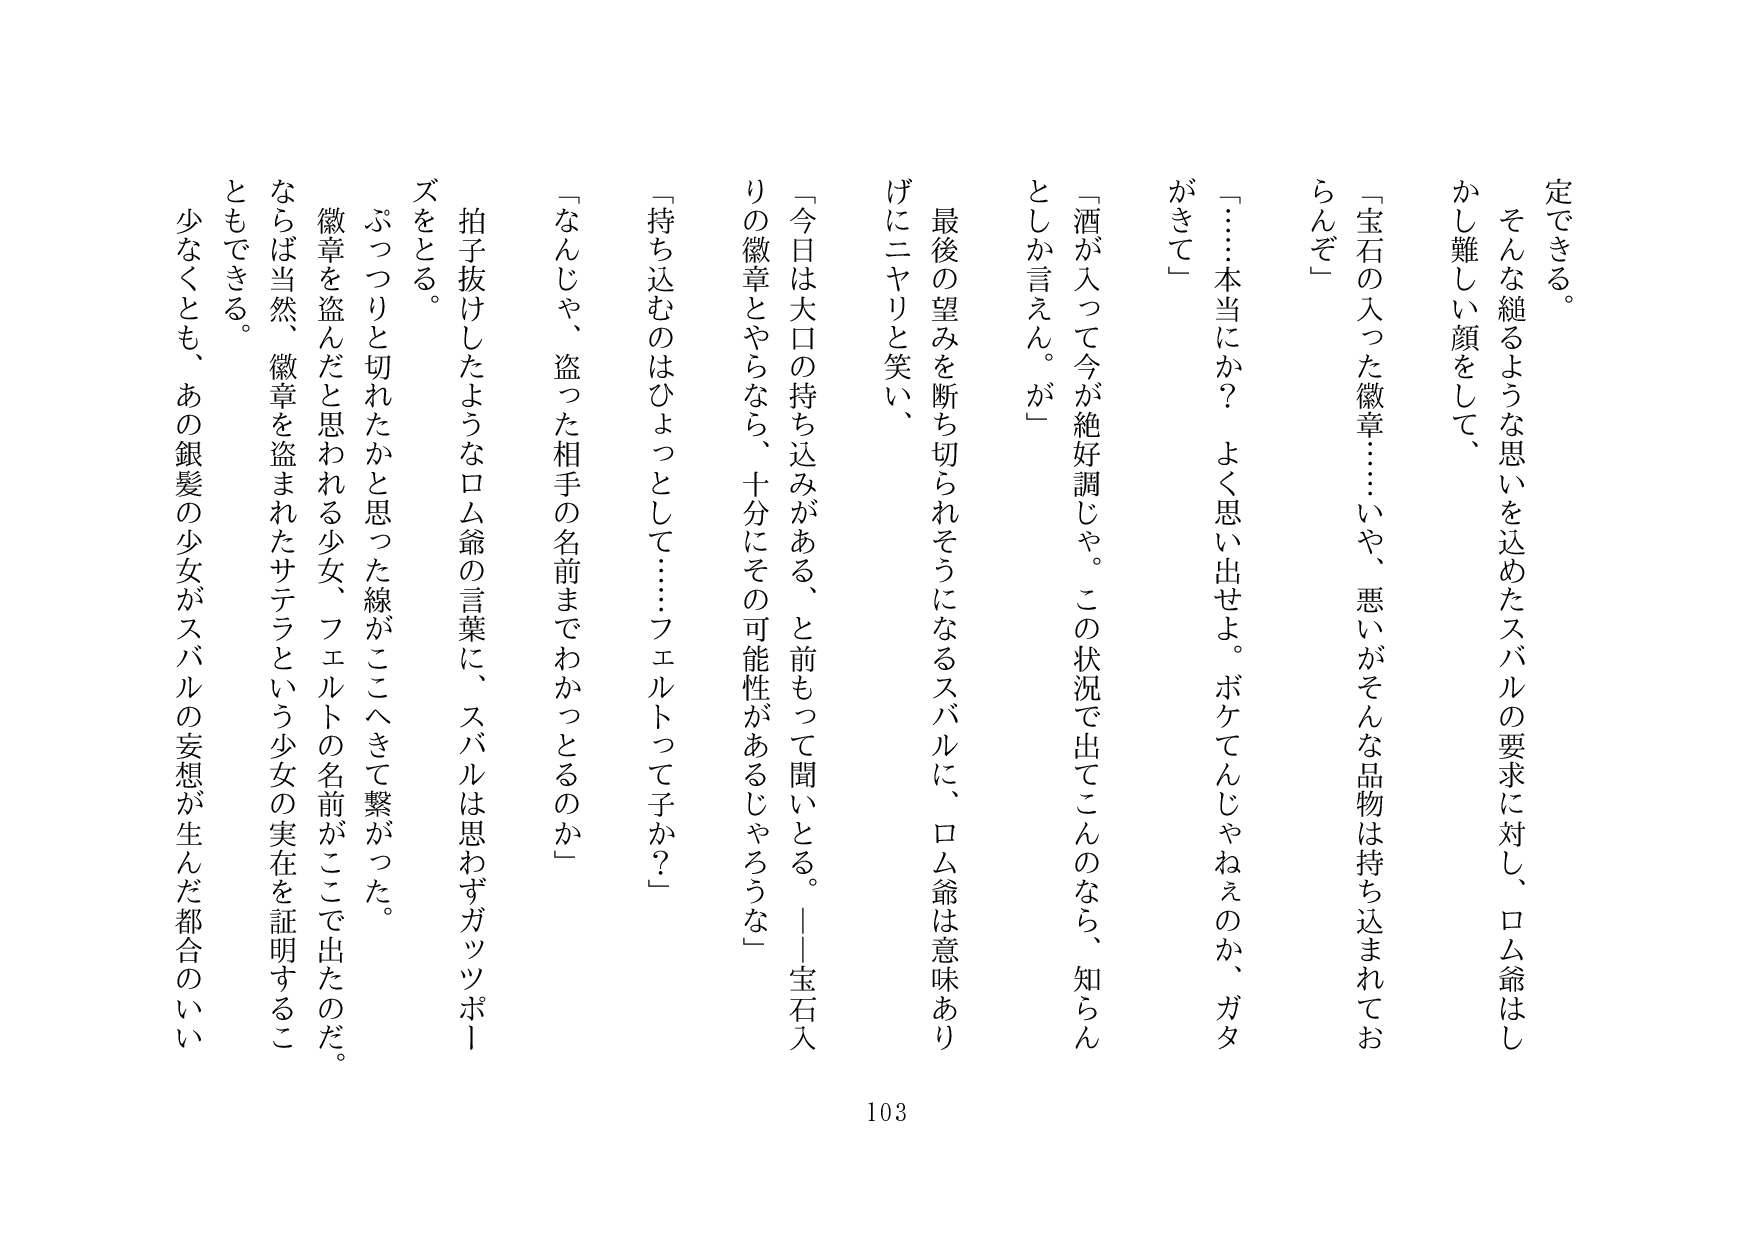 定できる。
　そんな縋るような思いを込めたスバルの要求に対し、ロム爺はし
かし難しい顔をして、
「宝石の入った徽章……いや、悪いがそんな品物は持ち込まれてお
らんぞ」
「……本当にか？　よく思い出せよ。ボケてんじゃねぇのか、ガタ
がきて」
「酒が入って今が絶好調じゃ。この状況で出てこんのなら、知らん
としか言えん。が」
　最後の望みを断ち切られそうになるスバルに、ロム爺は意味あり
げにニヤリと笑い、
「今日は大口の持ち込みがある、と前もって聞いとる。――宝石入
りの徽章とやらなら、十分にその可能性があるじゃろうな」
「持ち込むのはひょっとして……フェルトって子か？」
「なんじゃ、盗った相手の名前までわかっとるのか」
　拍子抜けしたようなロム爺の言葉に、スバルは思わずガッツポー
ズをとる。
　ぷっつりと切れたかと思った線がここへきて繋がった。
　徽章を盗んだと思われる少女、フェルトの名前がここで出たのだ。
ならば当然、徽章を盗まれたサテラという少女の実在を証明するこ
ともできる。
　少なくとも、あの銀髪の少女がスバルの妄想が生んだ都合のいい
103